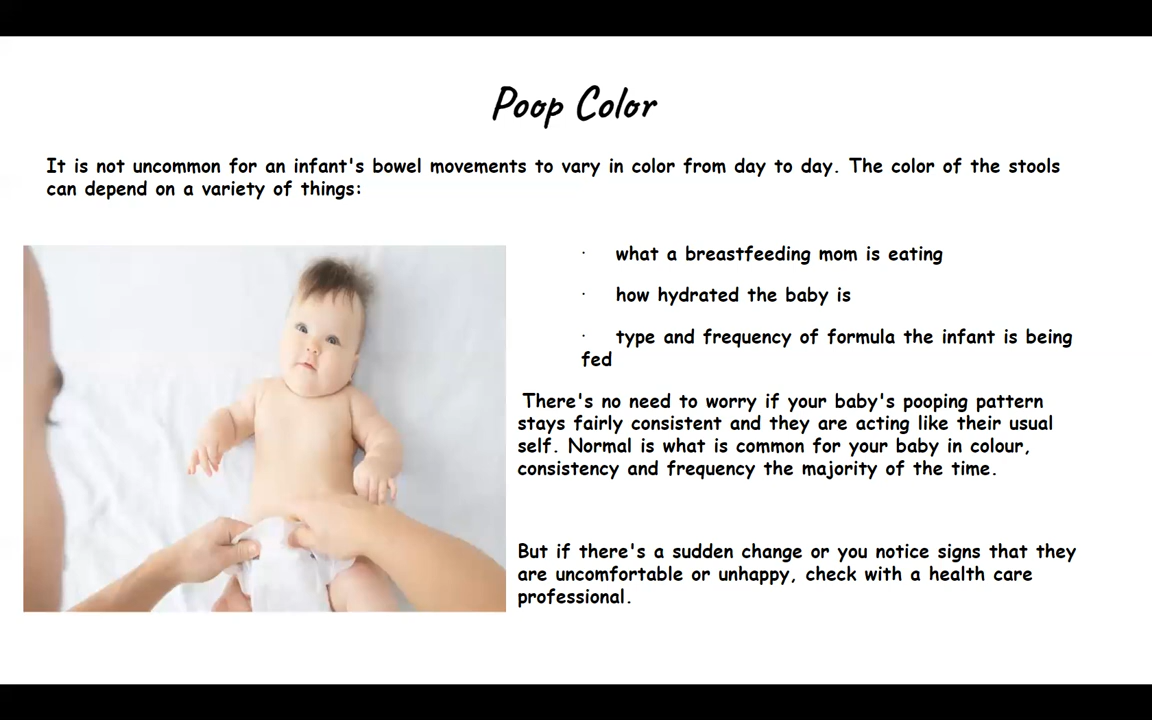 Poop Color
It is not uncommon for an infant's bowel movements to vary in color from day to day. The color of the stools
can depend on a variety of things:
· what a breastfeeding mom is eating
· how hydrated the baby is
· type and frequency of formula the infant is being
fed
There's no need to worry if your baby's pooping pattern
stays fairly consistent and they are acting like their usual
self. Normal is what is common for your baby in colour,
consistency and frequency the majority of the time.
But if there's a sudden change or you notice signs that they
are uncomfortable or unhappy, check with a health care
professional.